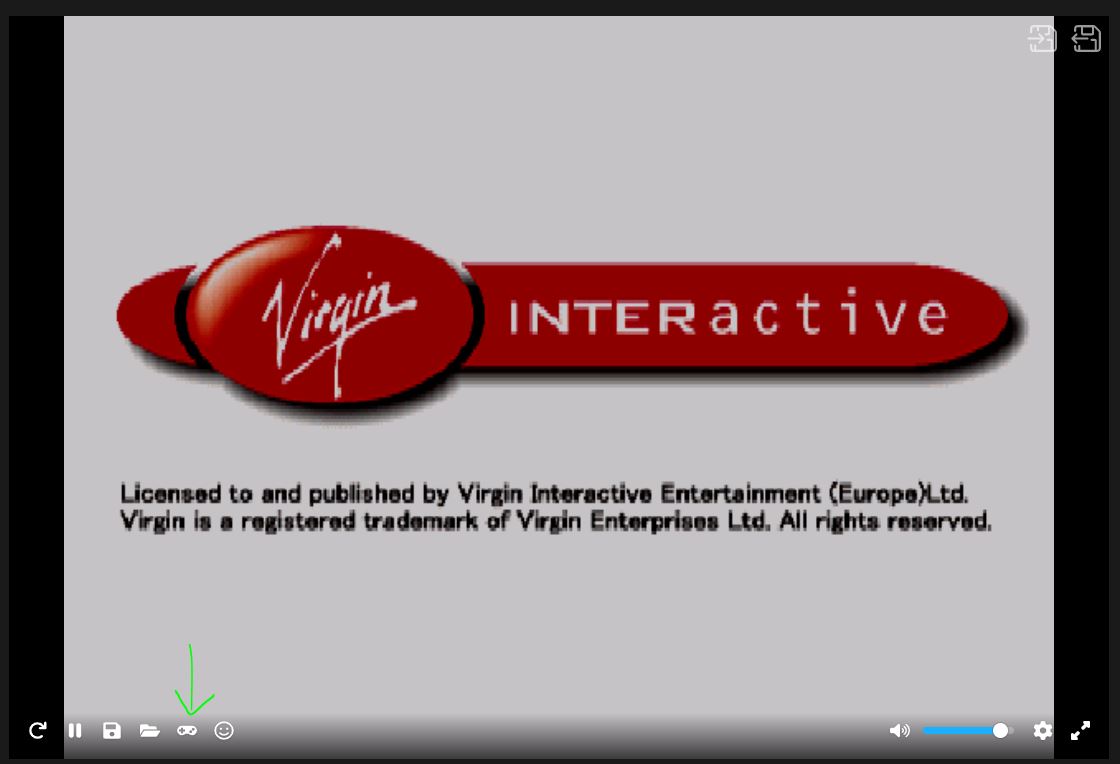 Virgin INTERactive
Licensed to and published by Virgin Interactive Entertainment (Europe)Ltd.
Virgin is a registered trademark of Virgin Enterprises Ltd. All rights reserved.